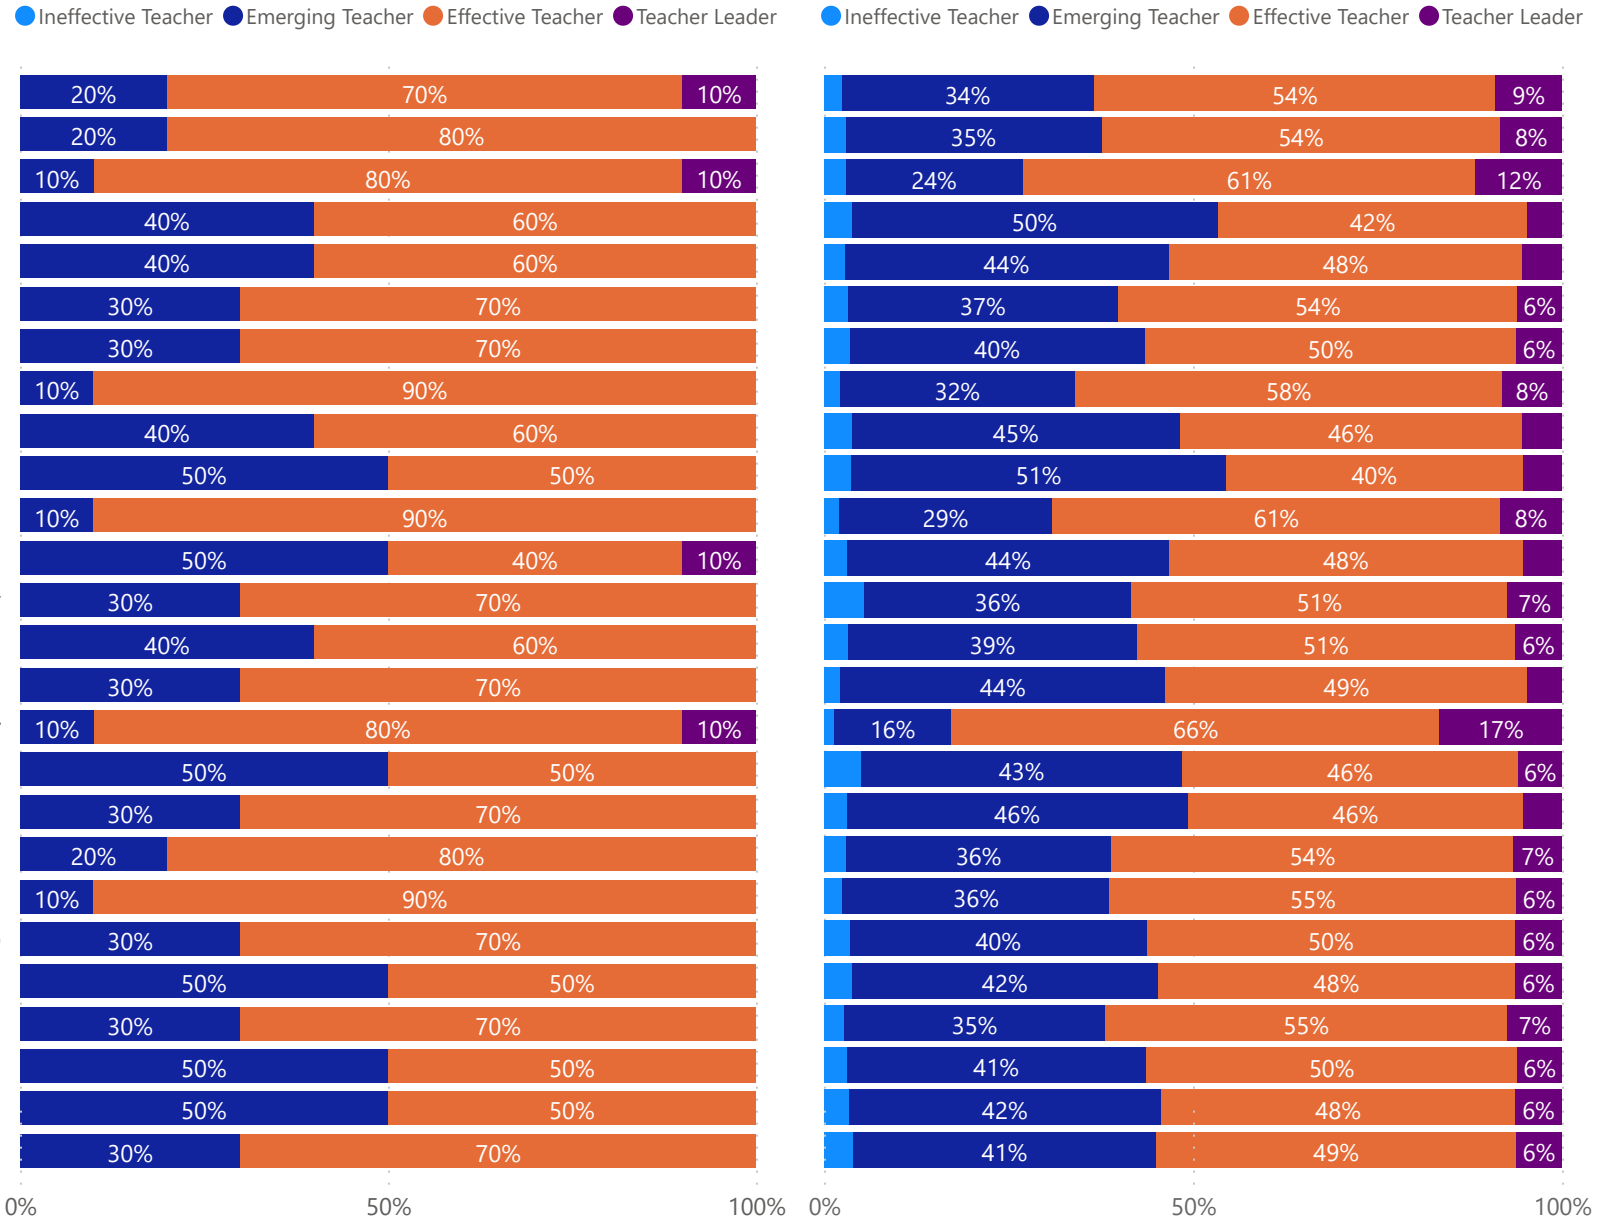 Ineffective Teacher Emerging Teacher Effective Teacher Teacher Leader Ineffective Teacher Emerging Teacher Effective Teacher Teacher Leader
20% 70% 10% 34% 54% 9%
20% 80% 35% 54% 8%
10% 80% 10% 24% 61% 12%
40% 60% 50% 42%
40% 60% 44% 48%
30% 70% 37% 54% 6%
30% 70% 40% 50% 6%
10% 90% 32% 58% 8%
40% 60% 45% 46%
50% 50% 51% 40%
10% 90% 29% 61% 8%
50% 40% 10% 44% 48%
30% 70% 36% 51% 7%
40% 60% 39% 51% 6%
30% 70% 44% 49%
10% 80% 10% 16% 66% 17%
50% 50% 43% 46% 6%
30% 70% 46% 46%
20% 80% 36% 54% 7%
10% 90% 36% 55% 6%
30% 70% 40% 50% 6%
50% 50% 42% 48% 6%
30% 70% 35% 55% 7%
50% 50% 41% 50% 6%
50% 50% 42% 48% 6%
30% 70% 41% 49% 6%
0% 50% 100% 0% 50% 100%